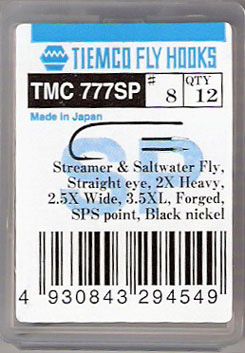 TIEMCO FLY HOOKS
TMC 777SP # 8 QTY 12
Made in Japan
SP
Streamer & Saltwater Fly,
Straight eye, 2X Heavy,
2.5X Wide, 3.5XL, Forged,
SPS point, Black nickel
4 930843 294549